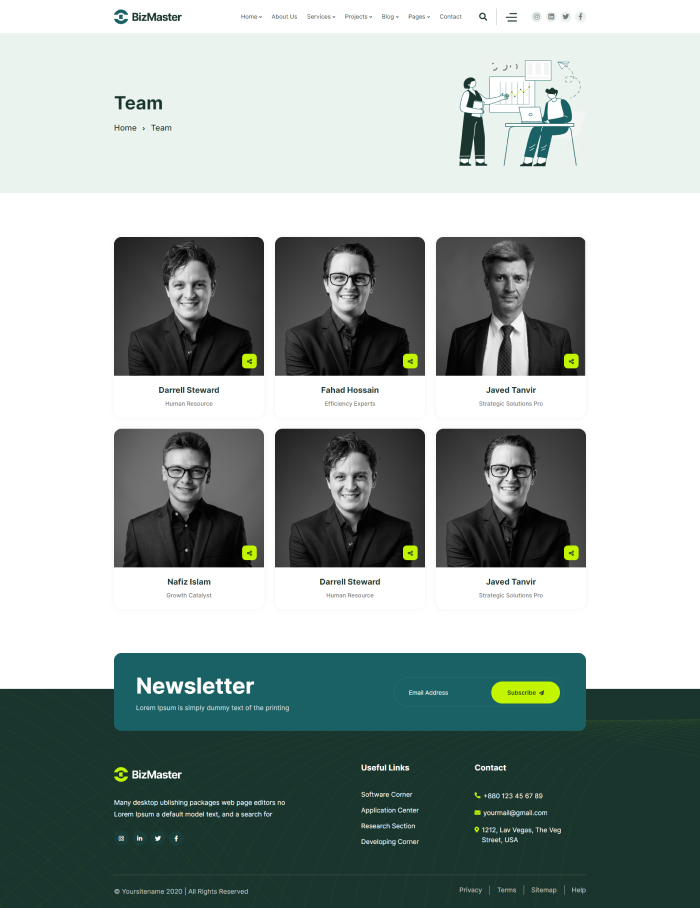 BizMaster
Home About Us Services Projects Blog Pages Contact
Team
Home › Team
Darrell Steward
Human Resource
Fahad Hossain
Efficiency Experts
Javed Tanvir
Strategic Solutions Pro
Nafiz Islam
Growth Catalyst
Darrell Steward
Human Resource
Javed Tanvir
Strategic Solutions Pro
Newsletter
Lorem Ipsum is simply dummy text of the printing
Email Address
Subscribe
BizMaster
Many desktop ublishing packages web page editors no
Lorem Ipsum a default model text, and a search for
Useful Links
Software Corner
Application Center
Research Section
Developing Corner
Contact
+880 123 45 67 89
yourmail@gmail.com
1212, Lav Vegas, The Veg
Street, USA
© Yoursitename 2020 | All Rights Reserved
Privacy | Terms | Sitemap | Help